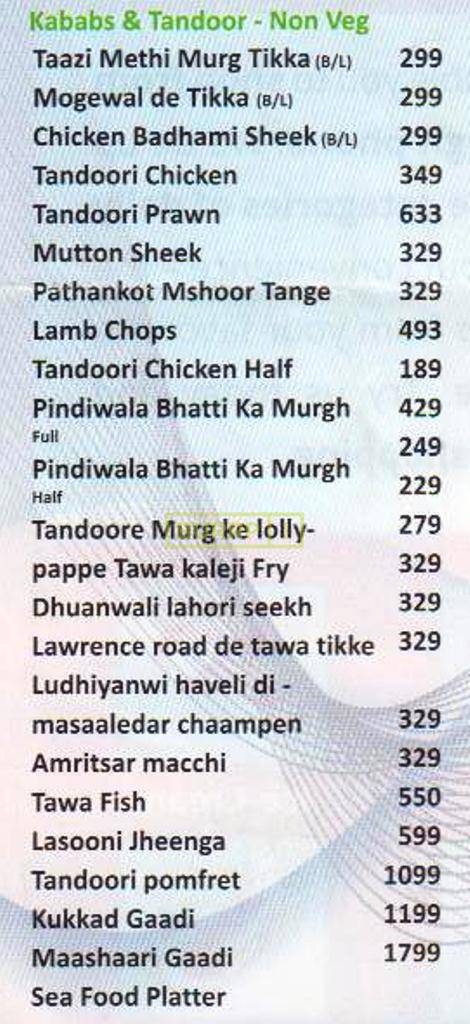 Kababs & Tandoor - Non Veg
Taazi Methi Murg Tikka (B/L) 299
Mogewal de Tikka (B/L) 299
Chicken Badhami Sheek (B/L) 299
Tandoori Chicken 349
Tandoori Prawn 633
Mutton Sheek 329
Pathankot Mshoor Tange 329
Lamb Chops 493
Tandoori Chicken Half 189
Pindiwala Bhatti Ka Murgh 429
Full 249
Pindiwala Bhatti Ka Murgh 229
Half
Tandoore Murg ke lolly- 279
pappe Tawa kaleji Fry 329
Dhuanwali lahori seekh 329
Lawrence road de tawa tikke 329
Ludhiyanwi haveli di -
masaaledar chaampen 329
Amritsar macchi 329
Tawa Fish 550
Lasooni Jheenga 599
Tandoori pomfret 1099
Kukkad Gaadi 1199
Maashaari Gaadi 1799
Sea Food Platter